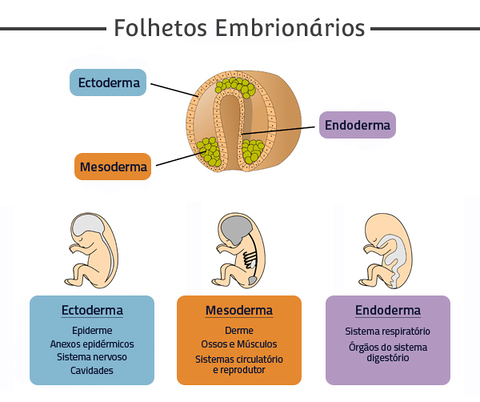 Folhetos Embrionários
Ectoderma
Endoderma
Mesoderma
Ectoderma
Epiderme
Anexos epidérmicos
Sistema nervoso
Cavidades
Mesoderma
Derme
Ossos e Músculos
Sistemas circulatório
e reprodutor
Endoderma
Sistema respiratório
Órgãos do sistema
digestório